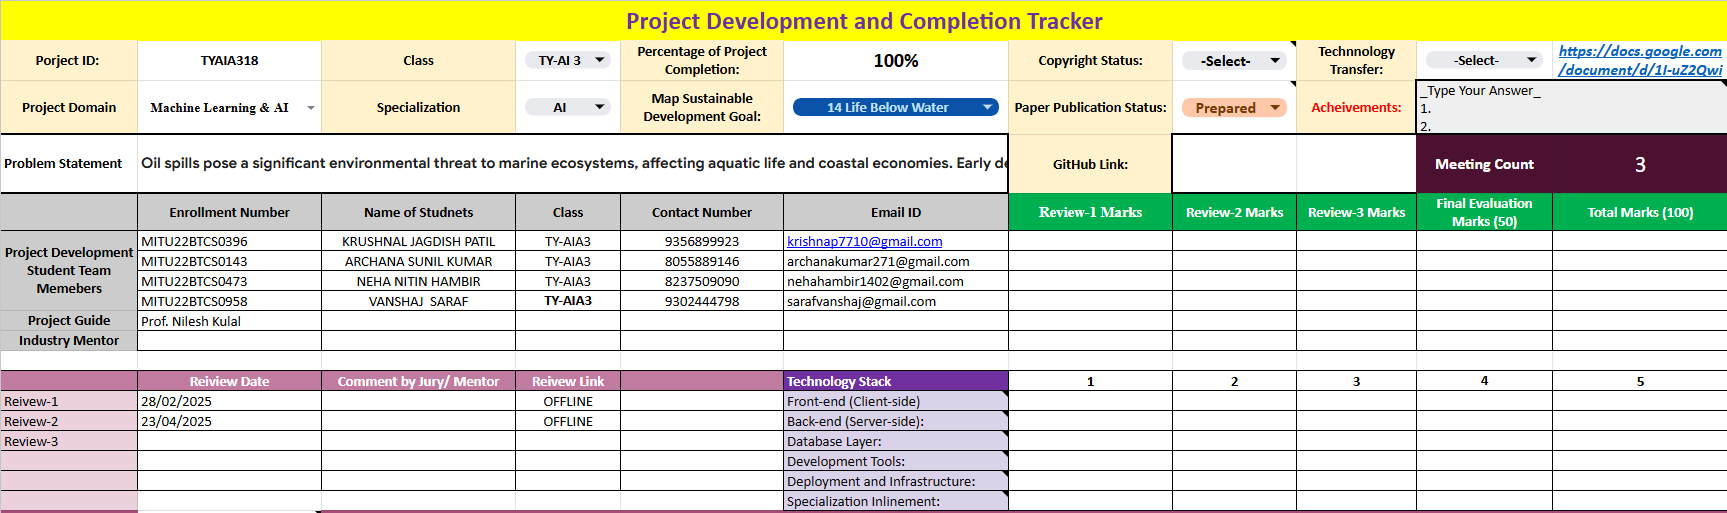 Project Development and Completion Tracker
Porject ID: TYAIA318 Class TY-AI 3 Percentage of Project Completion: 100% Copyright Status: -Select- Technnology Transfer: -Select- https://docs.google.com/document/d/1I-uZ2Qwi
Project Domain Machine Learning & AI Specialization AI Map Sustainable Development Goal: 14 Life Below Water Paper Publication Status: Prepared Acheivements: _Type Your Answer_
1.
2.
Problem Statement Oil spills pose a significant environmental threat to marine ecosystems, affecting aquatic life and coastal economies. Early de GitHub Link: Meeting Count 3
Enrollment Number Name of Studnets Class Contact Number Email ID Review-1 Marks Review-2 Marks Review-3 Marks Final Evaluation Marks (50) Total Marks (100)
Project Development Student Team Memebers
MITU22BTCS0396 KRUSHNAL JAGDISH PATIL TY-AIA3 9356899923 krishnap7710@gmail.com
MITU22BTCS0143 ARCHANA SUNIL KUMAR TY-AIA3 8055889146 archanakumar271@gmail.com
MITU22BTCS0473 NEHA NITIN HAMBIR TY-AIA3 8237509090 nehahambir1402@gmail.com
MITU22BTCS0958 VANSHAJ SARAF TY-AIA3 9302444798 sarafvanshaj@gmail.com
Project Guide Prof. Nilesh Kulal
Industry Mentor
Reiview Date Comment by Jury/ Mentor Reivew Link Technology Stack 1 2 3 4 5
Reivew-1 28/02/2025 OFFLINE Front-end (Client-side)
Reivew-2 23/04/2025 OFFLINE Back-end (Server-side):
Reivew-3 Database Layer:
Development Tools:
Deployment and Infrastructure:
Specialization Inlinement: